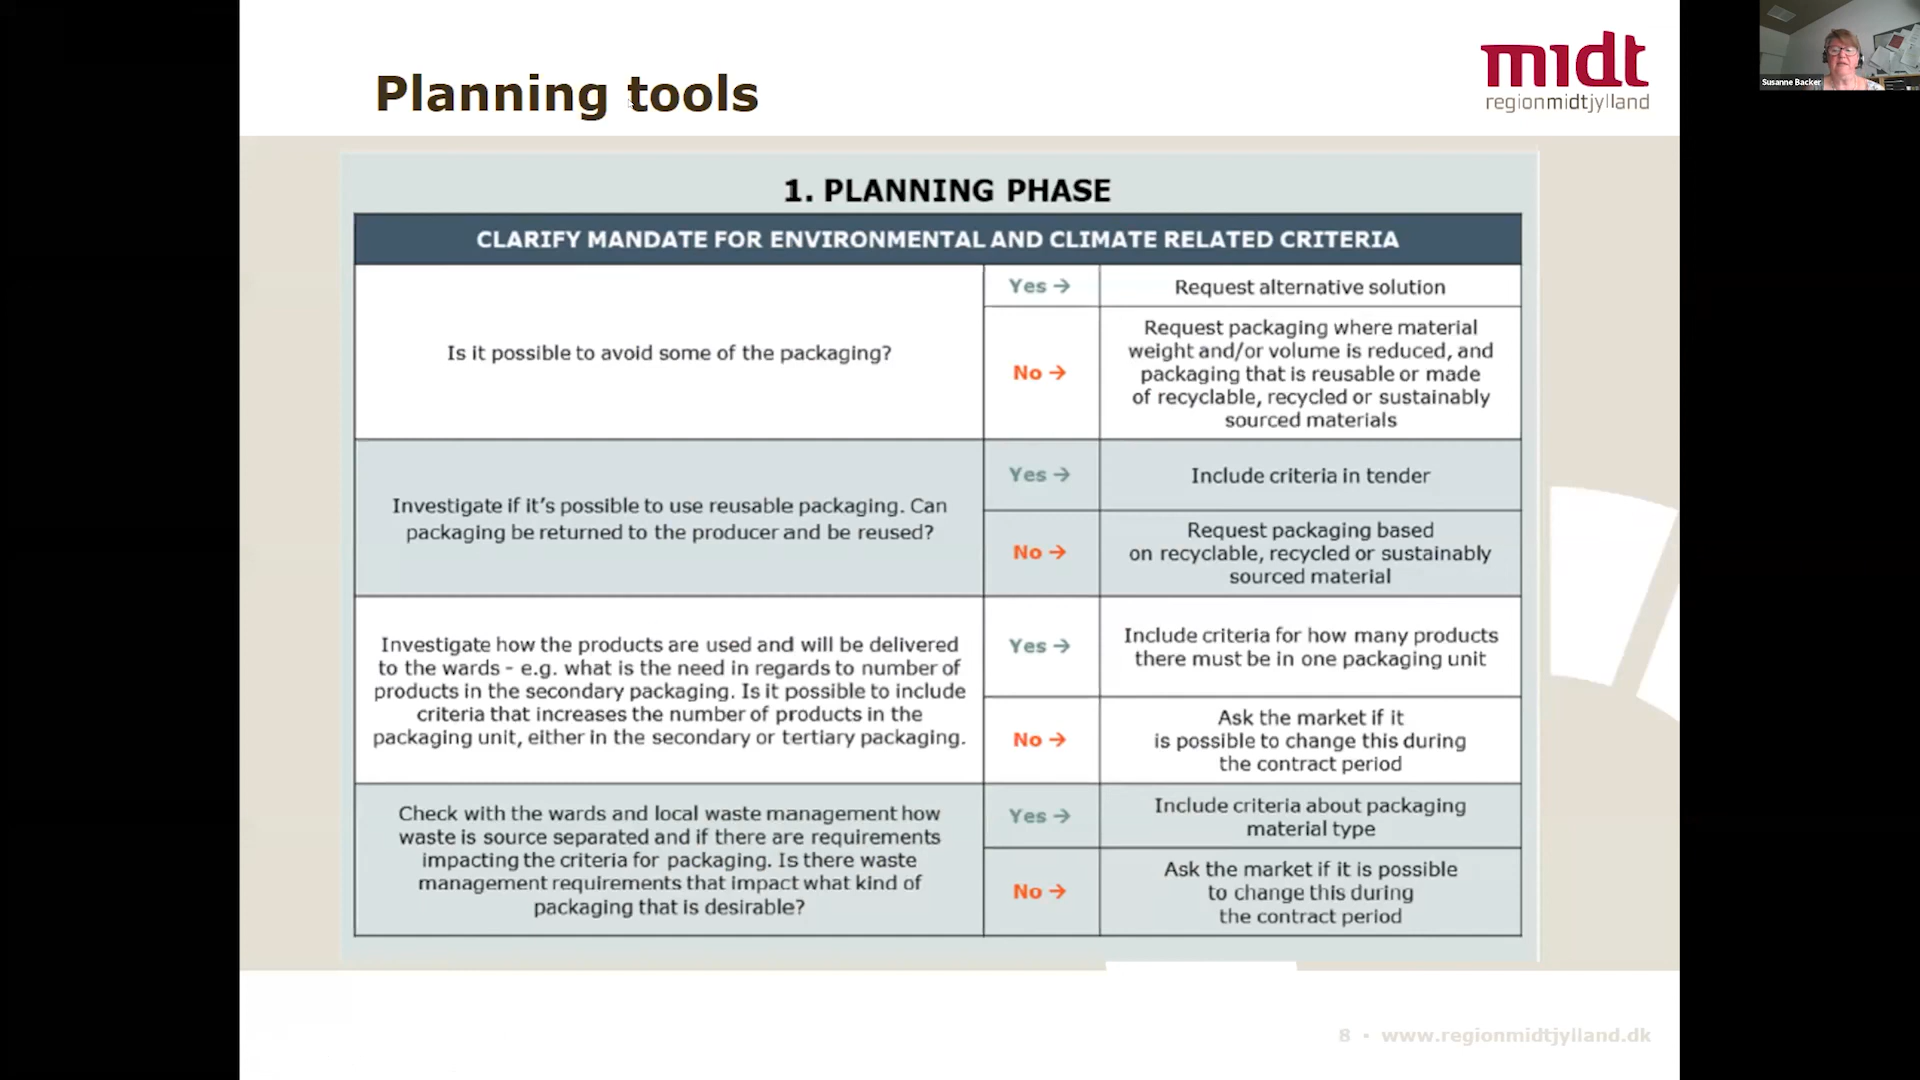 Planning tools
midt
regionmidtjylland
Susanne Backer
1. PLANNING PHASE
CLARIFY MANDATE FOR ENVIRONMENTAL AND CLIMATE RELATED CRITERIA
Is it possible to avoid some of the packaging?
Yes →
Request alternative solution
No →
Request packaging where material
weight and/or volume is reduced, and
packaging that is reusable or made
of recyclable, recycled or sustainably
sourced materials
Investigate if it's possible to use reusable packaging. Can
packaging be returned to the producer and be reused?
Yes →
Include criteria in tender
No →
Request packaging based
on recyclable, recycled or sustainably
sourced material
Investigate how the products are used and will be delivered
to the wards - e.g. what is the need in regards to number of
products in the secondary packaging. Is it possible to include
criteria that increases the number of products in the
packaging unit, either in the secondary or tertiary packaging.
Yes →
Include criteria for how many products
there must be in one packaging unit
No →
Ask the market if it
is possible to change this during
the contract period
Check with the wards and local waste management how
waste is source separated and if there are requirements
impacting the criteria for packaging. Is there waste
management requirements that impact what kind of
packaging that is desirable?
Yes →
Include criteria about packaging
material type
No →
Ask the market if it is possible
to change this during
the contract period
8 • www.regionmidtjylland.dk